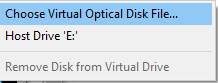 Choose Virtual Optical Disk File...
Host Drive 'E:'
Remove Disk from Virtual Drive